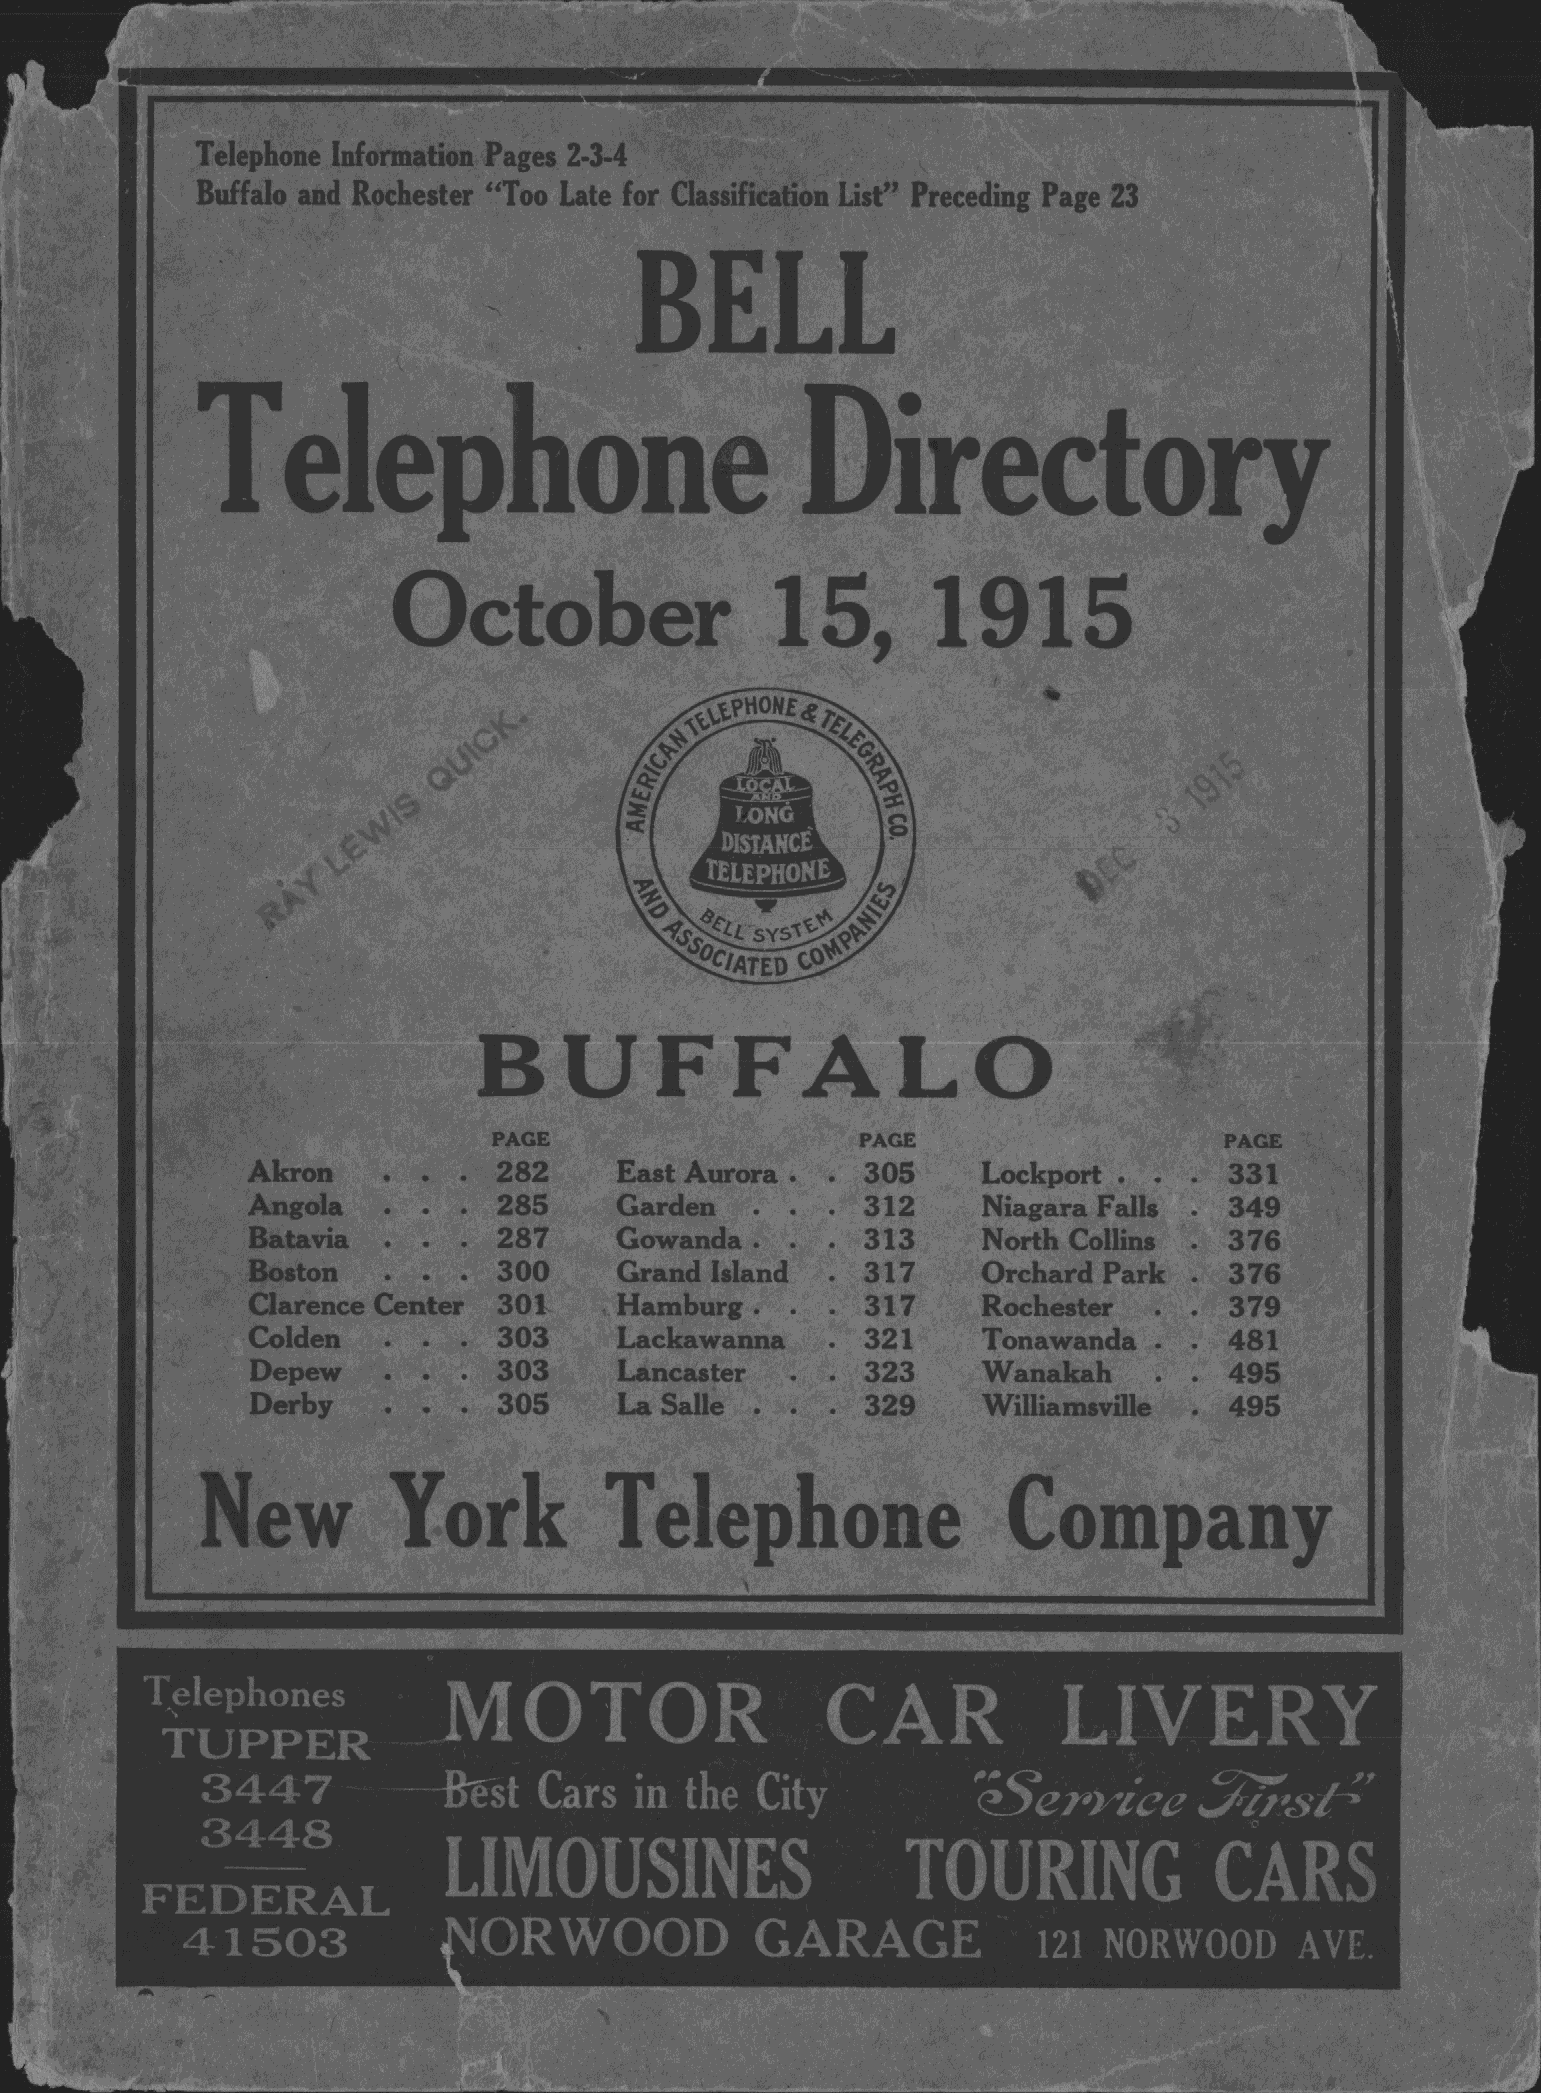 Telephone Information Pages 2-3-4
Buffalo and Rochester “Too Late for Classification List” Preceding Page 23
BELL
Telephone Directory
October 15, 1915
AMERICAN TELEPHONE & TELEGRAPH CO.
AND ASSOCIATED COMPANIES
LOCAL
AND
LONG
DISTANCE
TELEPHONE
BELL SYSTEM
RAY LEWIS QUICK.
DEC 3 1915
BUFFALO
PAGE PAGE PAGE
Akron . . . 282 East Aurora . . 305 Lockport . . . 331
Angola . . . 285 Garden . . . 312 Niagara Falls . 349
Batavia . . . 287 Gowanda . . . 313 North Collins . 376
Boston . . . 300 Grand Island . 317 Orchard Park . 376
Clarence Center 301 Hamburg . . . 317 Rochester . . 379
Colden . . . 303 Lackawanna . 321 Tonawanda . . 481
Depew . . . 303 Lancaster . . 323 Wanakah . . 495
Derby . . . 305 La Salle . . . 329 Williamsville . 495
New York Telephone Company
Telephones
TUPPER
3447
3448
FEDERAL
41503
MOTOR CAR LIVERY
Best Cars in the City “Service First”
LIMOUSINES TOURING CARS
NORWOOD GARAGE 121 NORWOOD AVE.